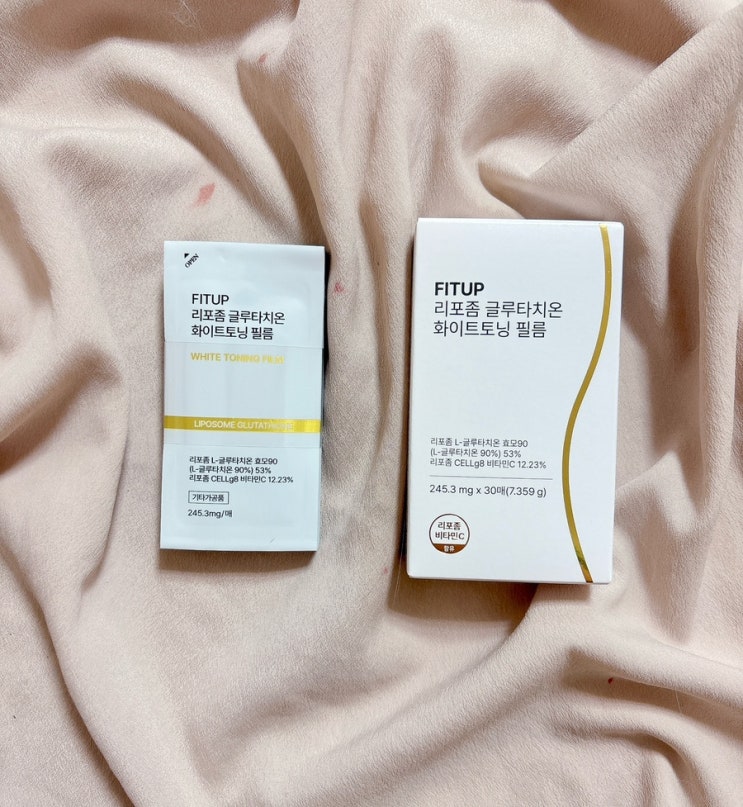 OPEN
FITUP
리포좀 글루타치온
화이트토닝 필름
WHITE TONING FILM
LIPOSOME GLUTATHIONE
리포좀 L-글루타치온 효모90
(L-글루타치온 90%) 53%
리포좀 CELLg8 비타민C 12.23%
기타가공품
245.3mg/매
FITUP
리포좀 글루타치온
화이트토닝 필름
리포좀 L-글루타치온 효모90
(L-글루타치온 90%) 53%
리포좀 CELLg8 비타민C 12.23%
245.3 mg x 30매(7.359 g)
리포좀
비타민C
함유